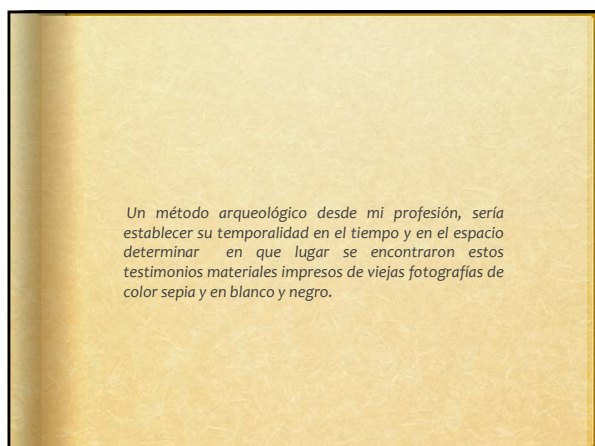 Un método arqueológico desde mi profesión, sería
establecer su temporalidad en el tiempo y en el espacio
determinar en que lugar se encontraron estos
testimonios materiales impresos de viejas fotografías de
color sepia y en blanco y negro.